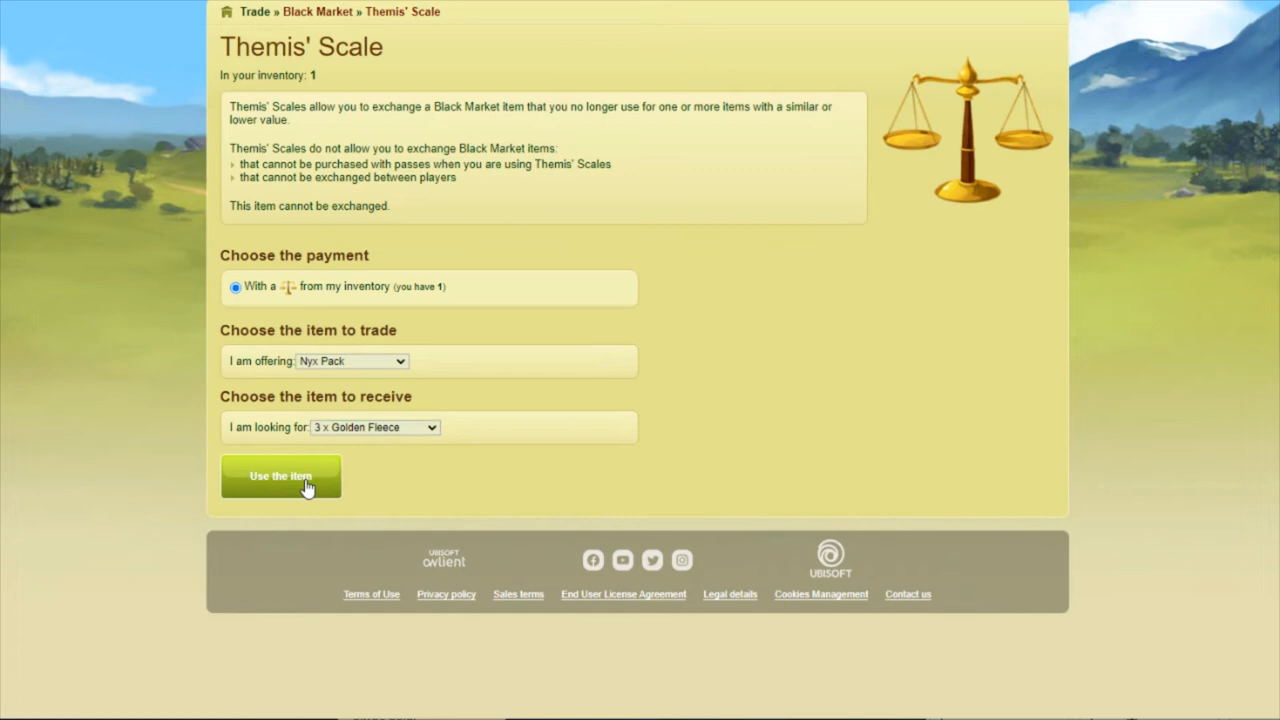 Trade » Black Market » Themis' Scale
Themis' Scale
In your inventory: 1
Themis' Scales allow you to exchange a Black Market item that you no longer use for one or more items with a similar or
lower value.
Themis' Scales do not allow you to exchange Black Market items:
that cannot be purchased with passes when you are using Themis' Scales
that cannot be exchanged between players
This item cannot be exchanged.
Choose the payment
With a from my inventory (you have 1)
Choose the item to trade
I am offering: Nyx Pack
Choose the item to receive
I am looking for: 3 x Golden Fleece
Use the item
UBISOFT
owlient
UBISOFT
Terms of Use Privacy policy Sales terms End User License Agreement Legal details Cookies Management Contact us